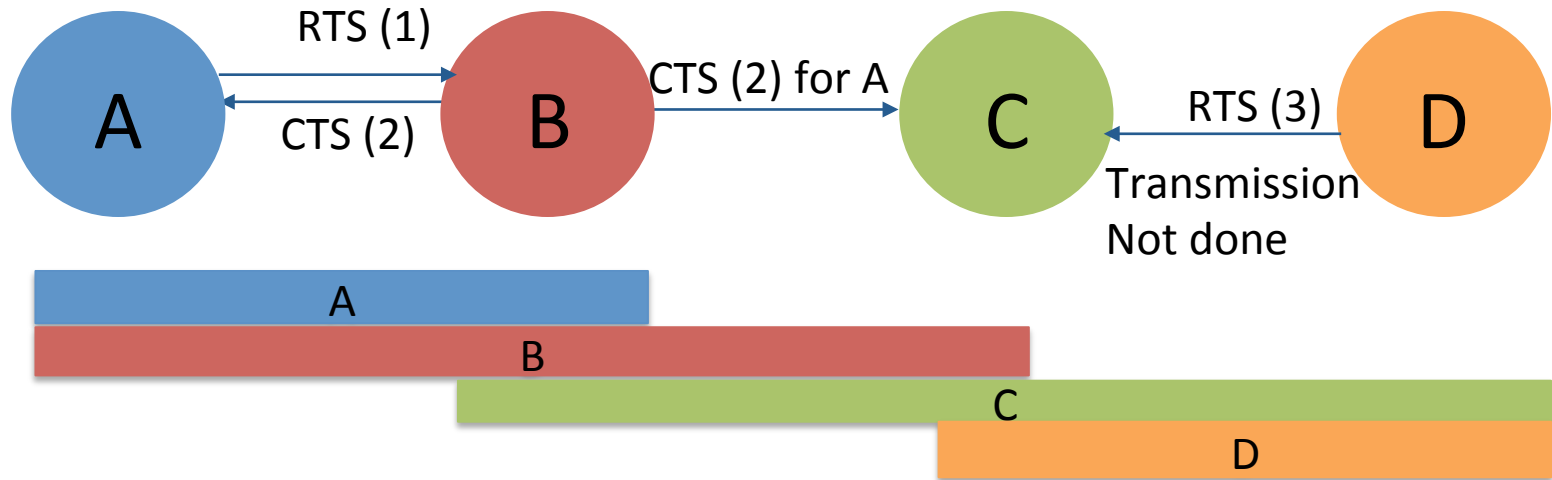 RTS (1)
A
CTS (2)
B
CTS (2) for A
C
RTS (3)
Transmission
Not done
D
A
B
C
D